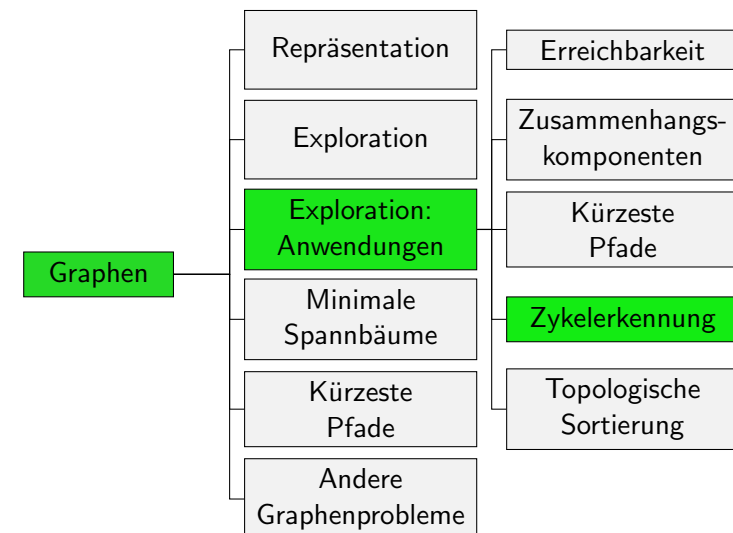 Graphen
Repräsentation
Exploration
Exploration:
Anwendungen
Minimale
Spannbäume
Kürzeste
Pfade
Andere
Graphenprobleme
Erreichbarkeit
Zusammenhangs-
komponenten
Kürzeste
Pfade
Zykelerkennung
Topologische
Sortierung